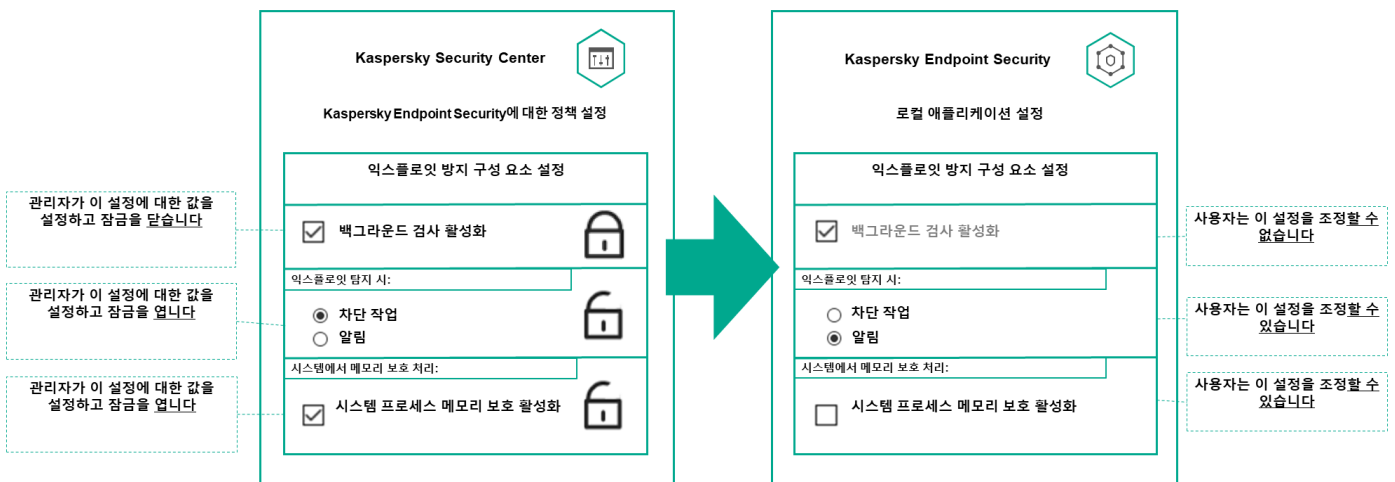 Kaspersky Security Center
Kaspersky Endpoint Security에 대한 정책 설정
익스플로잇 방지 구성 요소 설정
관리자가 이 설정에 대한 값을
설정하고 잠금을 닫습니다
백그라운드 검사 활성화
관리자가 이 설정에 대한 값을
설정하고 잠금을 엽니다
익스플로잇 탐지 시:
차단 작업
알림
관리자가 이 설정에 대한 값을
설정하고 잠금을 엽니다
시스템에서 메모리 보호 처리:
시스템 프로세스 메모리 보호 활성화
Kaspersky Endpoint Security
로컬 애플리케이션 설정
익스플로잇 방지 구성 요소 설정
백그라운드 검사 활성화
사용자는 이 설정을 조정할 수
없습니다
익스플로잇 탐지 시:
차단 작업
알림
사용자는 이 설정을 조정할 수
있습니다
시스템에서 메모리 보호 처리:
시스템 프로세스 메모리 보호 활성화
사용자는 이 설정을 조정할 수
있습니다